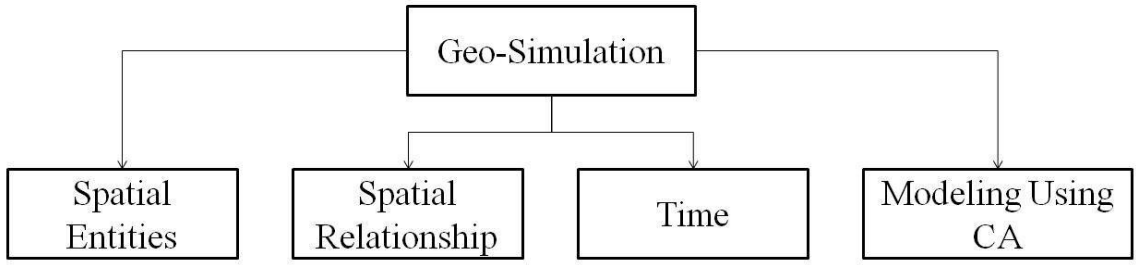 Geo-Simulation
Spatial
Entities
Spatial
Relationship
Time
Modeling Using
CA